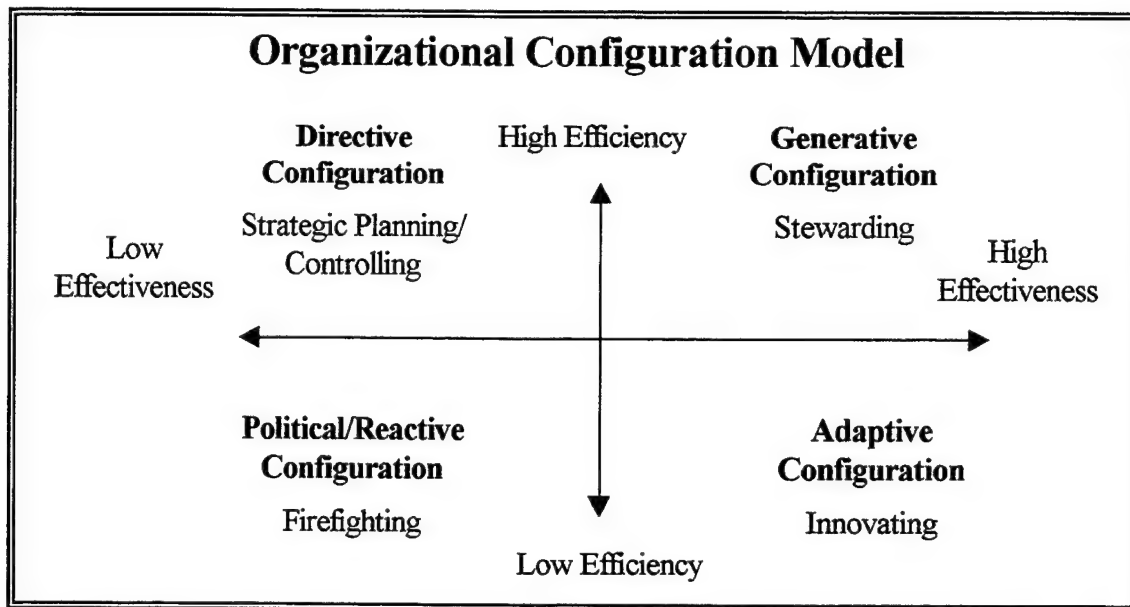 Organizational Configuration Model
Directive
Configuration
Strategic Planning/
Controlling
High Efficiency
Generative
Configuration
Stewarding
Low
Effectiveness
High
Effectiveness
Political/Reactive
Configuration
Firefighting
Adaptive
Configuration
Innovating
Low Efficiency